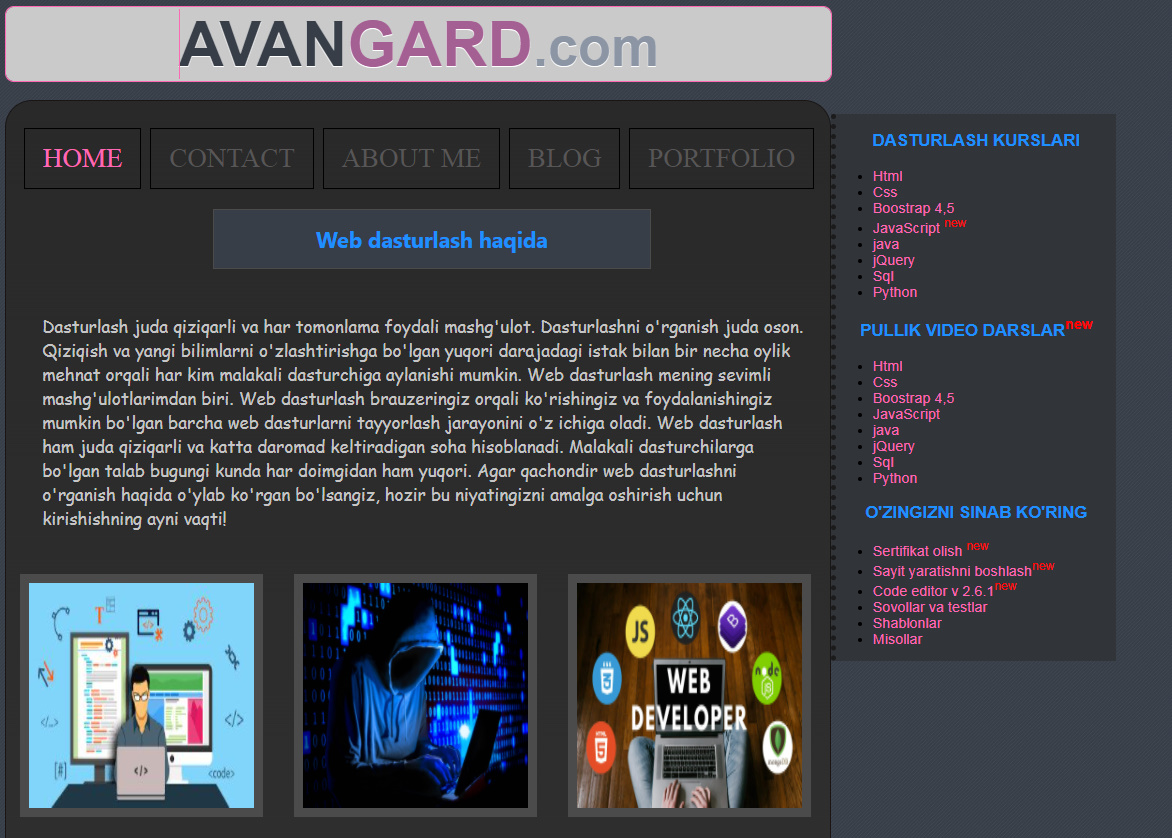 AVANGARD.com
HOME CONTACT ABOUT ME BLOG PORTFOLIO
Web dasturlash haqida
Dasturlash juda qiziqarli va har tomonlama foydali mashg'ulot. Dasturlashni o'rganish juda oson.
Qiziqish va yangi bilimlarni o'zlashtirishga bo'lgan yuqori darajadagi istak bilan bir necha oylik
mehnat orqali har kim malakali dasturchiga aylanishi mumkin. Web dasturlash mening sevimli
mashg'ulotlarimdan biri. Web dasturlash brauzeringiz orqali ko'rishingiz va foydalanishingiz
mumkin bo'lgan barcha web dasturlarni tayyorlash jarayonini o'z ichiga oladi. Web dasturlash
ham juda qiziqarli va katta daromad keltiradigan soha hisoblanadi. Malakali dasturchilarga
bo'lgan talab bugungi kunda har doimgidan ham yuqori. Agar qachondir web dasturlashni
o'rganish haqida o'ylab ko'rgan bo'lsangiz, hozir bu niyatingizni amalga oshirish uchun
kirishishning ayni vaqti!
T
</>
</...>
</>
[#]
</>
<code>
JS
B
3
node
JS
WEB
DEVELOPER
HTML
5
mongoDB
DASTURLASH KURSLARI
Html
Css
Boostrap 4,5
JavaScript new
java
jQuery
Sql
Python
PULLIK VIDEO DARSLAR new
Html
Css
Boostrap 4,5
JavaScript
java
jQuery
Sql
Python
O'ZINGIZNI SINAB KO'RING
Sertifikat olish new
Sayit yaratishni boshlash new
Code editor v 2.6.1 new
Sovollar va testlar
Shablonlar
Misollar